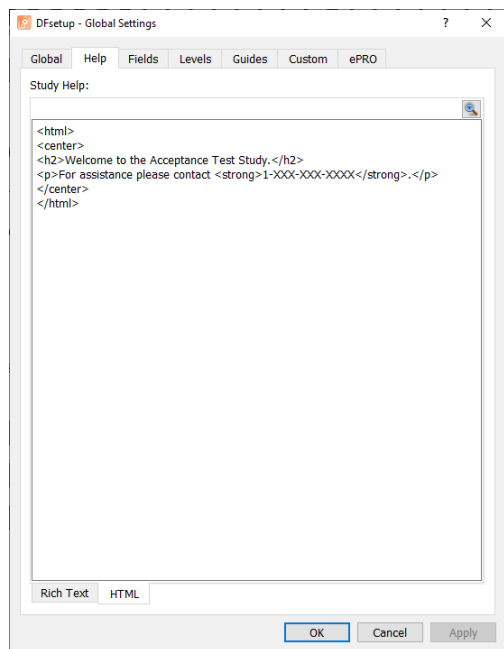 DFsetup - Global Settings
Global Help Fields Levels Guides Custom ePRO
Study Help:
<html>
<center>
<h2>Welcome to the Acceptance Test Study.</h2>
<p>For assistance please contact <strong>1-XXX-XXX-XXXX</strong>.</p>
</center>
</html>
Rich Text HTML
OK Cancel Apply